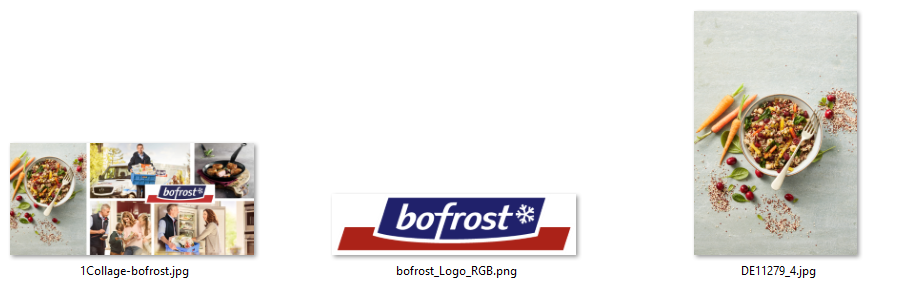 bofrost
bofrost
1Collage-bofrost.jpg
bofrost_Logo_RGB.png
DE11279_4.jpg